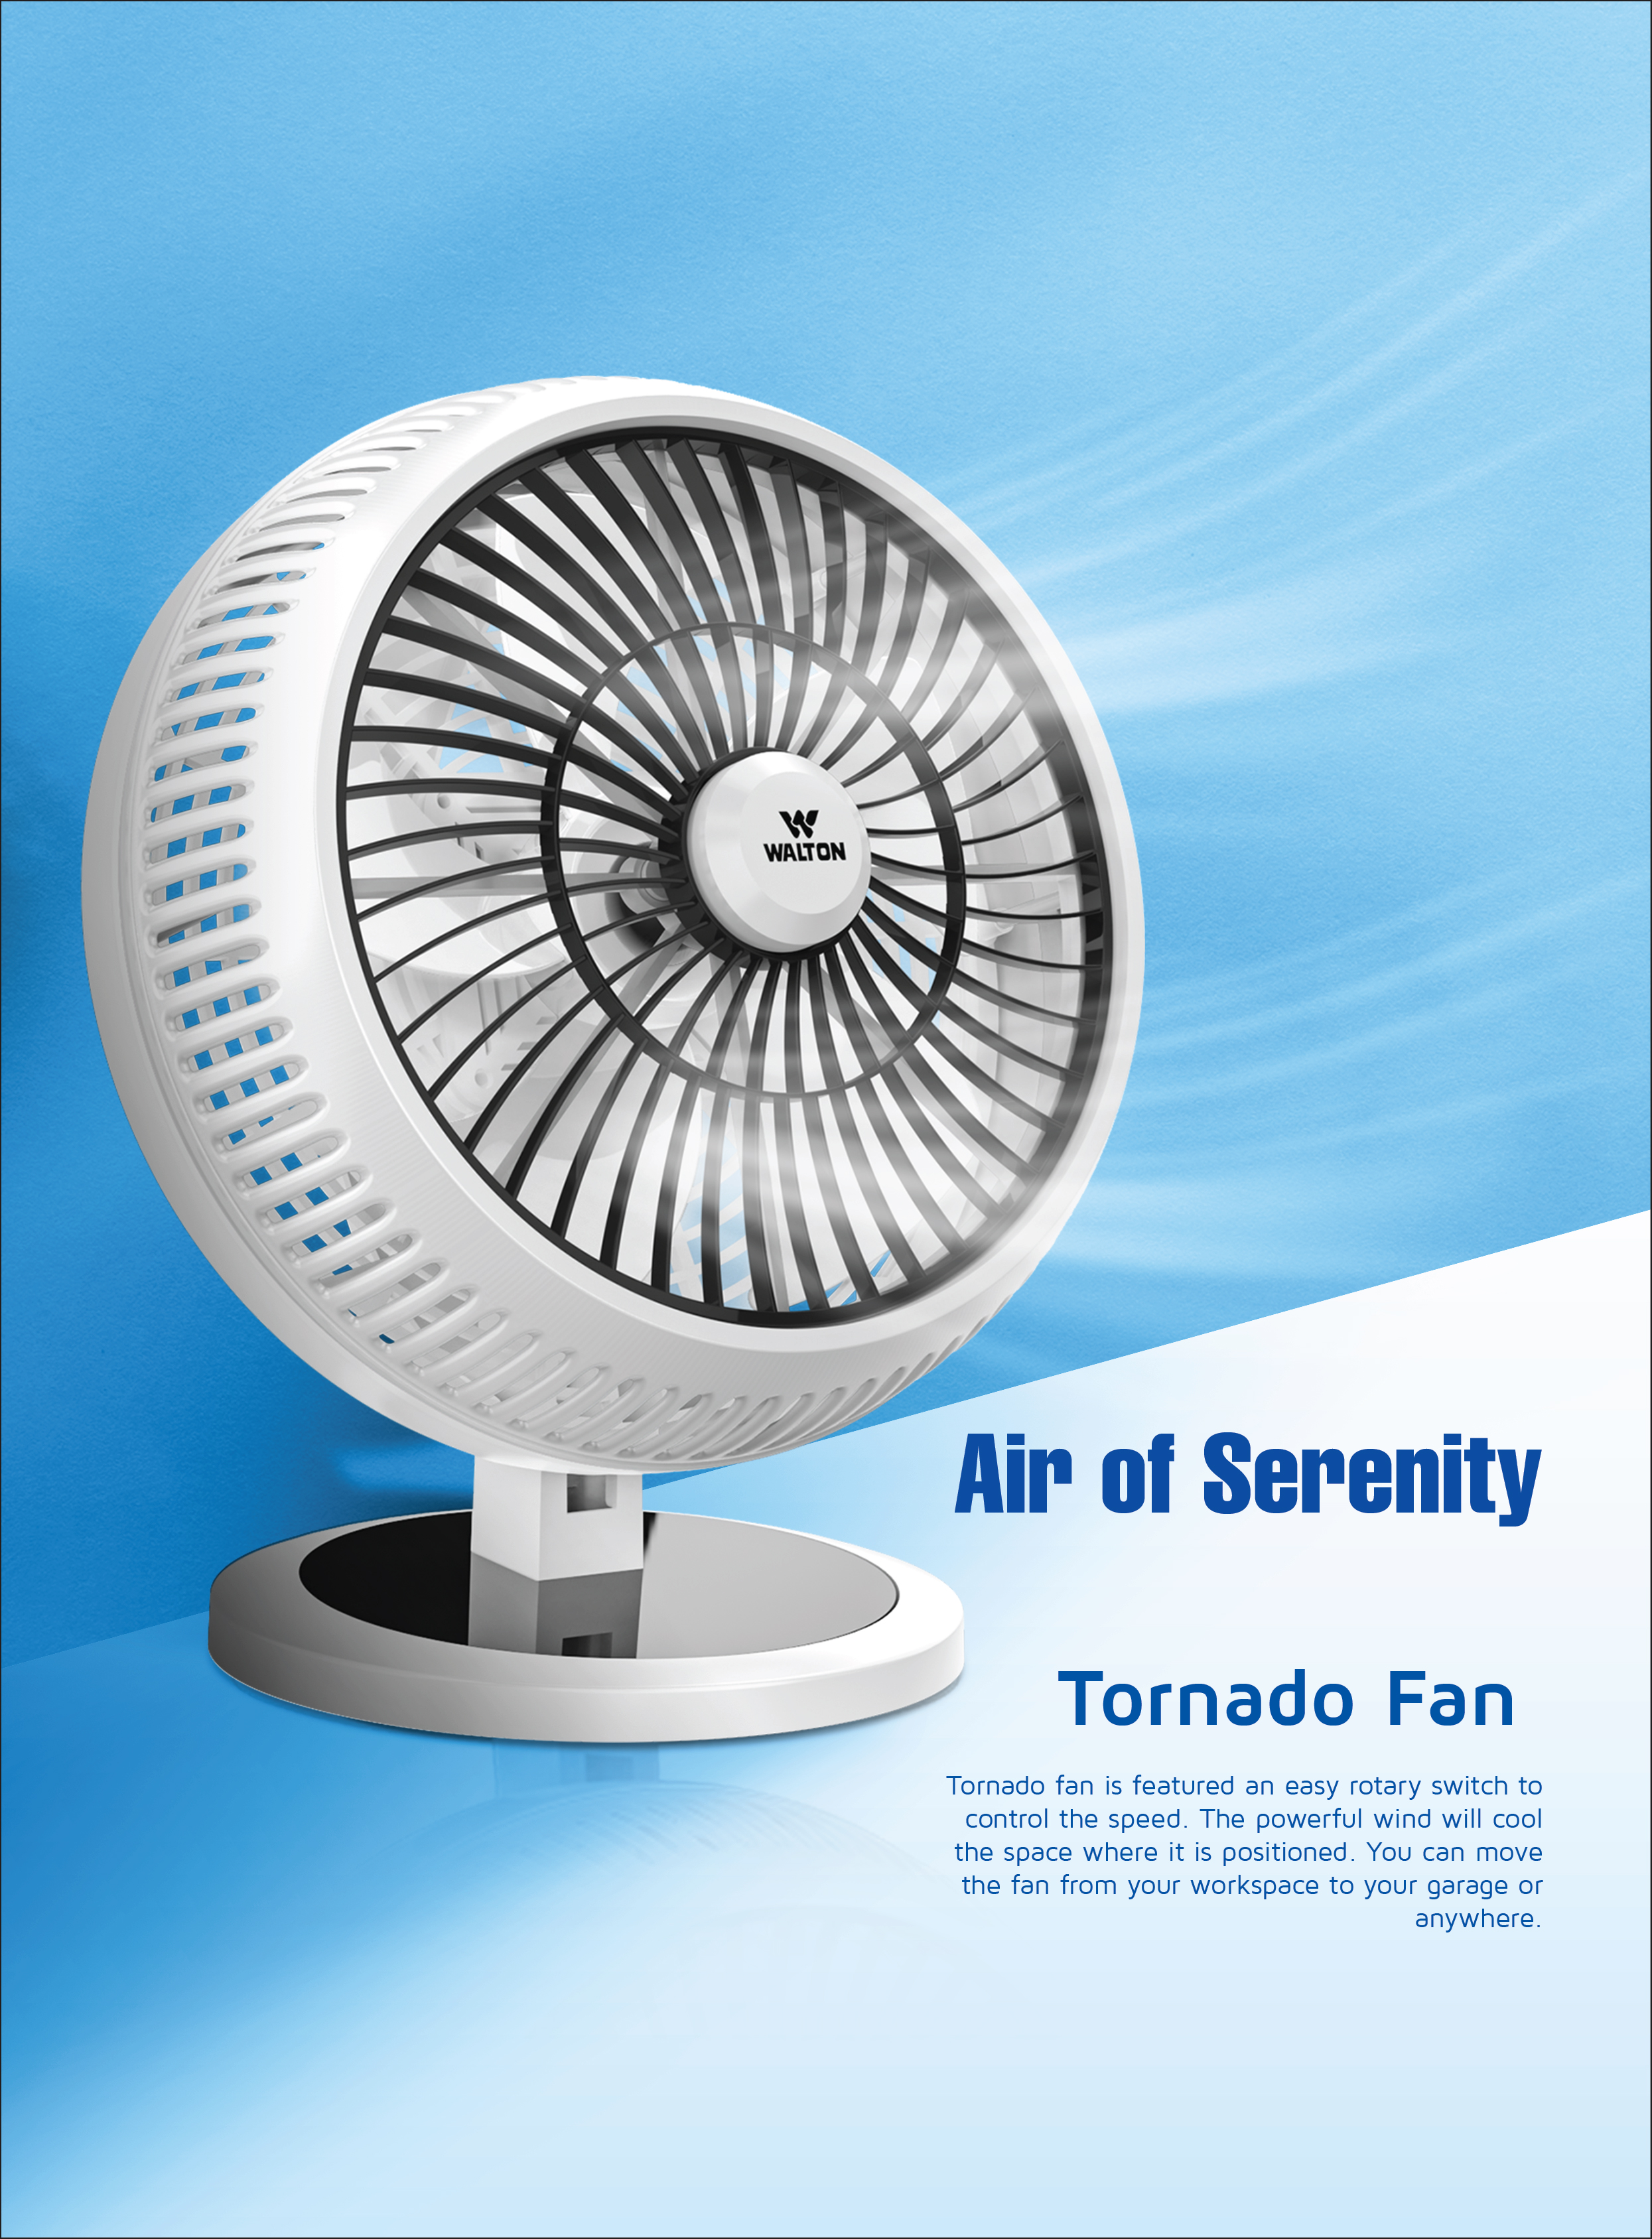 WALTON
Air of Serenity
Tornado Fan
Tornado fan is featured an easy rotary switch to
control the speed. The powerful wind will cool
the space where it is positioned. You can move
the fan from your workspace to your garage or
anywhere.